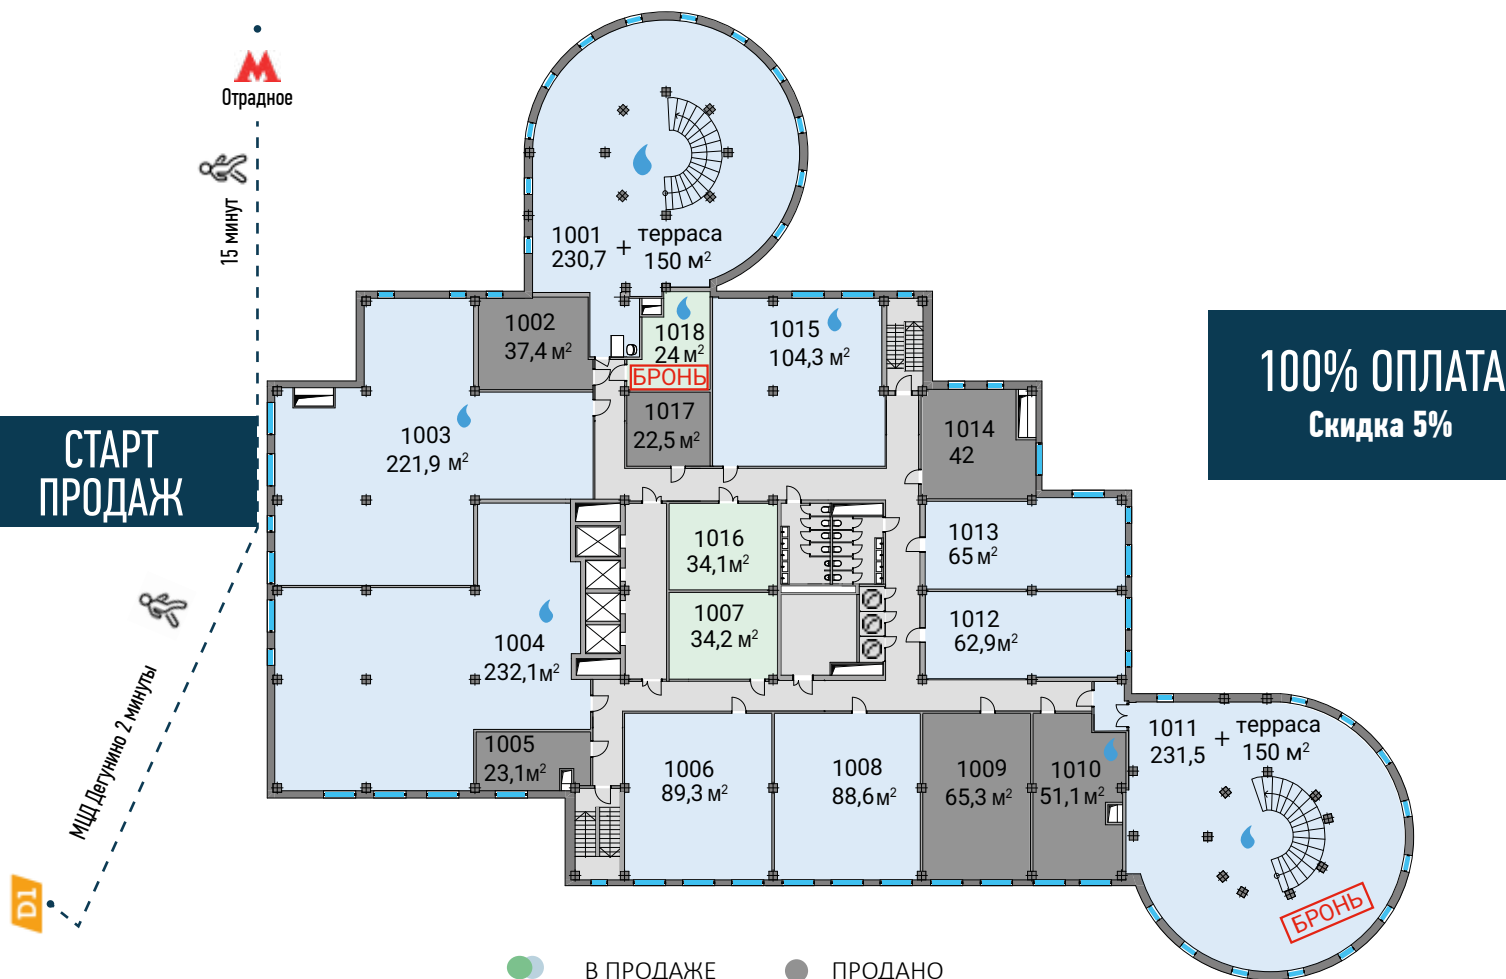 Отрадное
15 минут
1001
230,7
+
терраса
150 м²
1002
37,4 м²
1018
24 м²
БРОНЬ
1015
104,3 м²
100% ОПЛАТА
Скидка 5%
1017
22,5 м²
1014
42
1003
221,9 м²
СТАРТ
ПРОДАЖ
1016
34,1м²
1013
65 м²
1007
34,2 м²
1012
62,9м²
1004
232,1м²
МЦД Дегунино 2 минуты
D1
1005
23,1м²
1006
89,3 м²
1008
88,6м²
1009
65,3 м²
1010
51,1м²
1011
231,5
+
терраса
150 м²
БРОНЬ
В ПРОДАЖЕ
ПРОДАНО